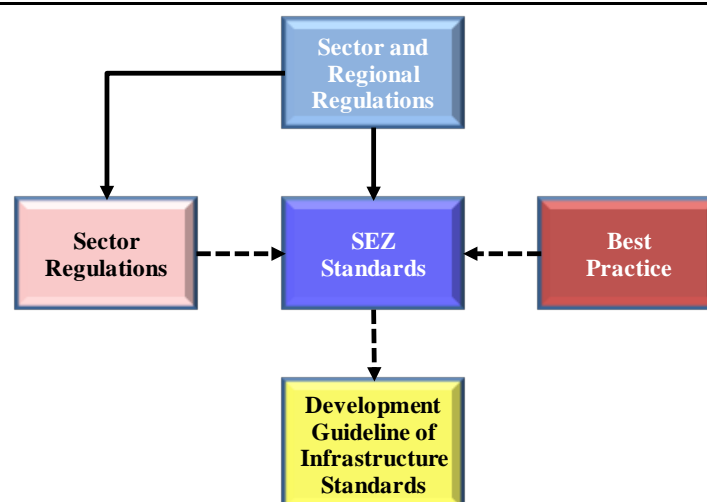 Sector and
Regional
Regulations
Sector
Regulations
SEZ
Standards
Best
Practice
Development
Guideline of
Infrastructure
Standards